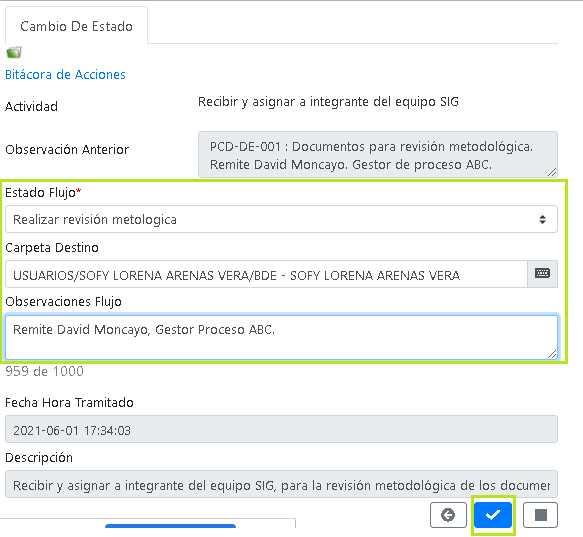 Cambio De Estado
Bitácora de Acciones
Actividad
Recibir y asignar a integrante del equipo SIG
Observación Anterior
PCD-DE-001 : Documentos para revisión metodológica.
Remite David Moncayo. Gestor de proceso ABC.
Estado Flujo*
Realizar revisión metologica
Carpeta Destino
USUARIOS/SOFY LORENA ARENAS VERA/BDE - SOFY LORENA ARENAS VERA
Observaciones Flujo
Remite David Moncayo, Gestor Proceso ABC.
959 de 1000
Fecha Hora Tramitado
2021-06-01 17:34:03
Descripción
Recibir y asignar a integrante del equipo SIG, para la revisión metodológica de los documen